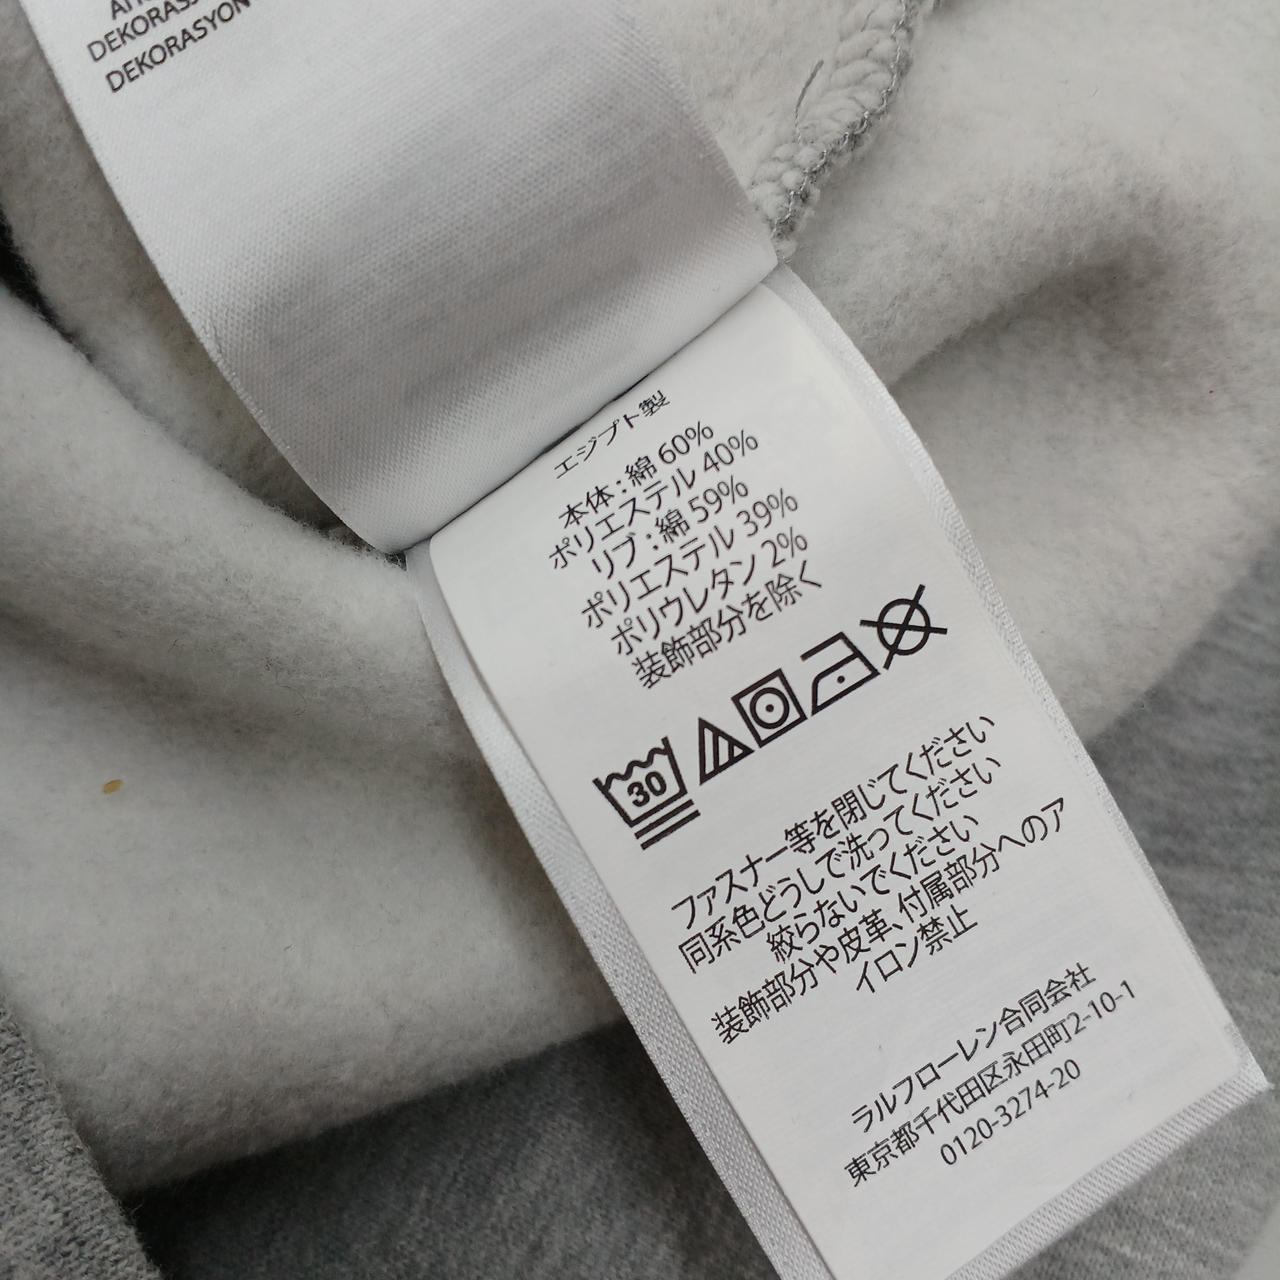 DEKORASYON
エジプト製
本体 : 綿 60%
ポリエステル 40%
リブ : 綿 59%
ポリエステル 39%
ポリウレタン 2%
装飾部分を除く
30
ファスナー等を閉じてください
同系色どうしで洗ってください
絞らないでください
装飾部分や皮革、付属部分へのア
イロン禁止
ラルフローレン合同会社
東京都千代田区永田町2-10-1
0120-3274-20